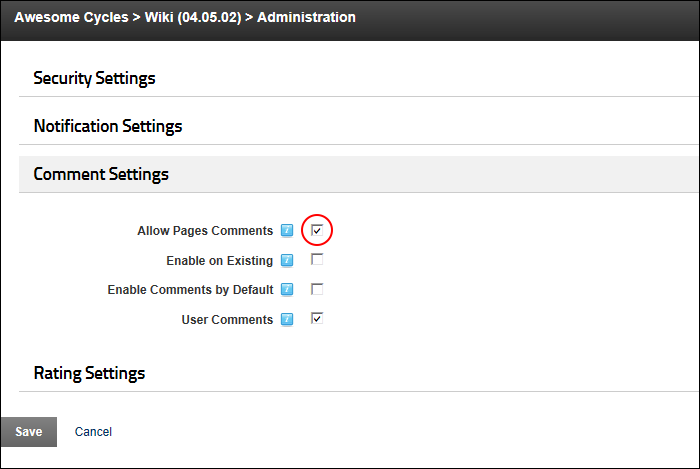 Awesome Cycles > Wiki (04.05.02) > Administration
Security Settings
Notification Settings
Comment Settings
Allow Pages Comments
Enable on Existing
Enable Comments by Default
User Comments
Rating Settings
Save Cancel